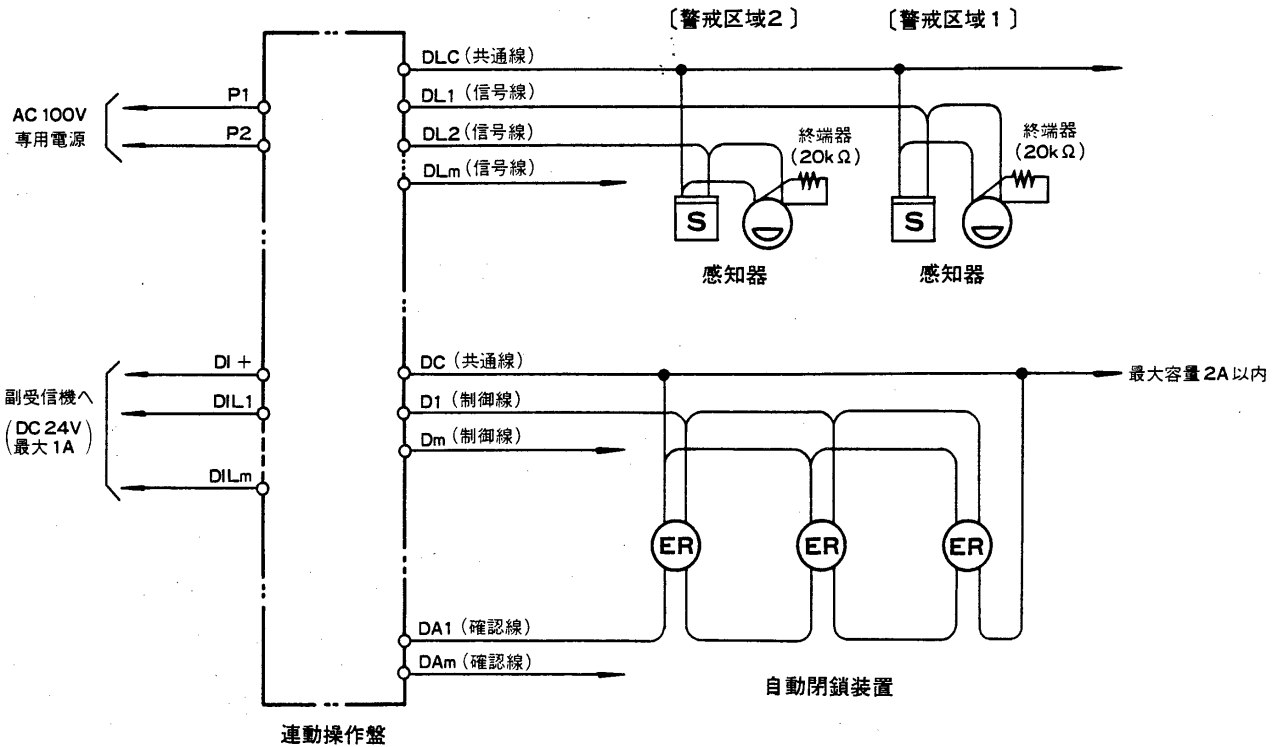 〔警戒区域2〕
〔警戒区域1〕
DLC (共通線)
P1
AC 100V
専用電源
P2
DL1 (信号線)
DL2 (信号線)
DLm (信号線)
終端器
(20kΩ)
終端器
(20kΩ)
S
S
感知器
感知器
DI +
DIL1
DILm
副受信機へ
(DC 24V
最大 1A)
DC (共通線)
最大容量 2A 以内
D1 (制御線)
Dm (制御線)
ER
ER
ER
DA1 (確認線)
DAm (確認線)
自動閉鎖装置
連動操作盤